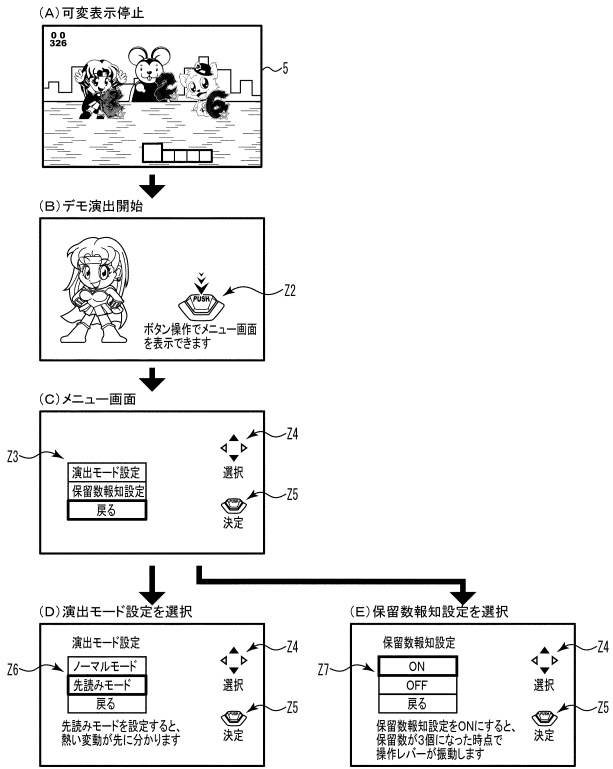 (A)可変表示停止
0 0
326
5
(B)デモ演出開始
PUSH
Z2
ボタン操作でメニュー画面
を表示できます
(C)メニュー画面
Z3
演出モード設定
保留数報知設定
戻る
Z4
選択
Z5
決定
(D)演出モード設定を選択
演出モード設定
Z6
ノーマルモード
先読みモード
戻る
Z4
選択
Z5
決定
先読みモードを設定すると、
熱い変動が先に分かります
(E)保留数報知設定を選択
保留数報知設定
Z7
ON
OFF
戻る
Z4
選択
Z5
決定
保留数報知設定をONにすると、
保留数が3個になった時点で
操作レバーが振動します